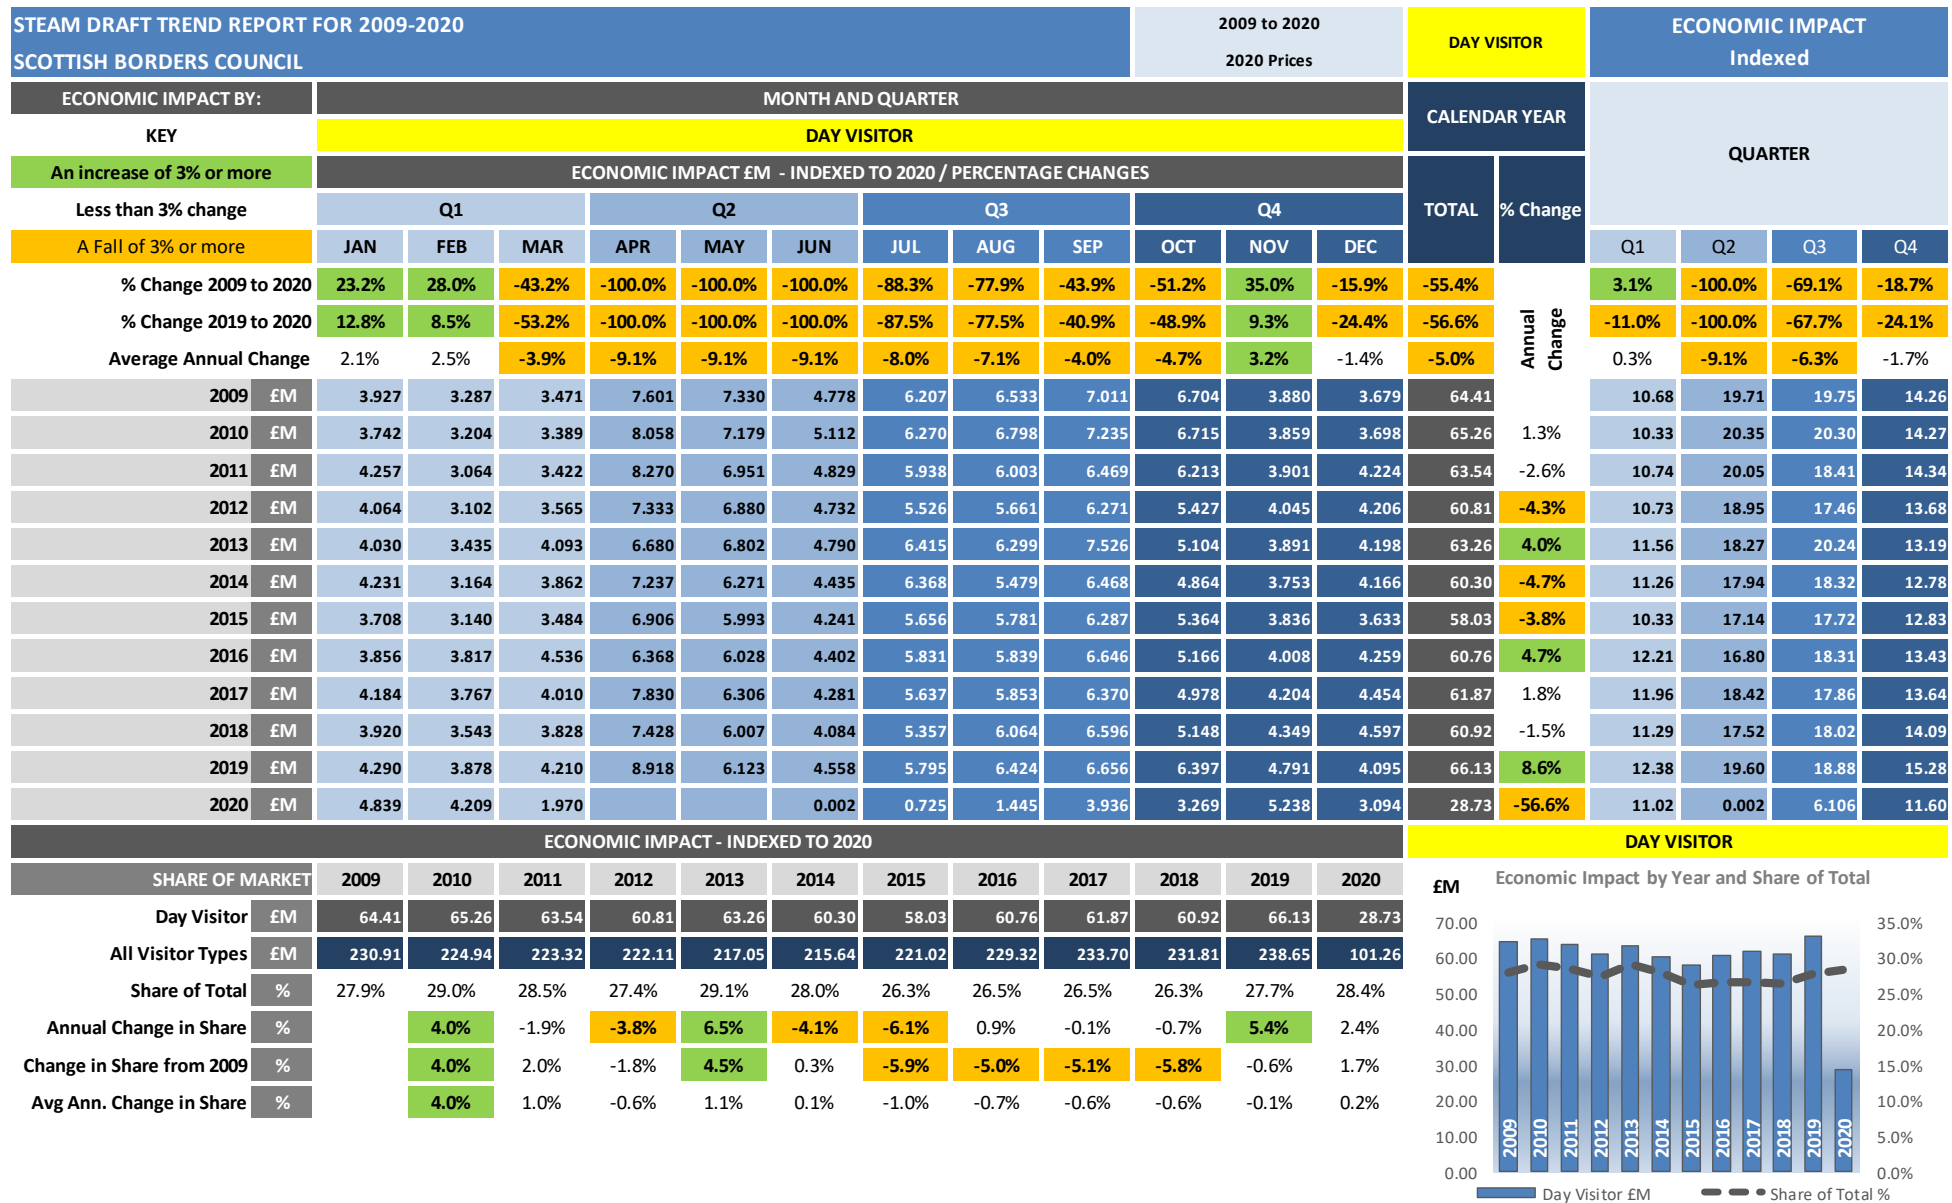 STEAM DRAFT TREND REPORT FOR 2009-2020
SCOTTISH BORDERS COUNCIL
2009 to 2020
2020 Prices
DAY VISITOR
ECONOMIC IMPACT
Indexed
ECONOMIC IMPACT BY:
MONTH AND QUARTER
CALENDAR YEAR
QUARTER
KEY
DAY VISITOR
An increase of 3% or more
ECONOMIC IMPACT £M - INDEXED TO 2020 / PERCENTAGE CHANGES
TOTAL % Change
Less than 3% change
Q1 Q2 Q3 Q4
A Fall of 3% or more
JAN FEB MAR APR MAY JUN JUL AUG SEP OCT NOV DEC Q1 Q2 Q3 Q4
% Change 2009 to 2020 23.2% 28.0% -43.2% -100.0% -100.0% -100.0% -88.3% -77.9% -43.9% -51.2% 35.0% -15.9% -55.4% 3.1% -100.0% -69.1% -18.7%
% Change 2019 to 2020 12.8% 8.5% -53.2% -100.0% -100.0% -100.0% -87.5% -77.5% -40.9% -48.9% 9.3% -24.4% -56.6% -11.0% -100.0% -67.7% -24.1%
Average Annual Change 2.1% 2.5% -3.9% -9.1% -9.1% -9.1% -8.0% -7.1% -4.0% -4.7% 3.2% -1.4% -5.0% 0.3% -9.1% -6.3% -1.7%
Annual
Change
2009 £M 3.927 3.287 3.471 7.601 7.330 4.778 6.207 6.533 7.011 6.704 3.880 3.679 64.41 10.68 19.71 19.75 14.26
2010 £M 3.742 3.204 3.389 8.058 7.179 5.112 6.270 6.798 7.235 6.715 3.859 3.698 65.26 1.3% 10.33 20.35 20.30 14.27
2011 £M 4.257 3.064 3.422 8.270 6.951 4.829 5.938 6.003 6.469 6.213 3.901 4.224 63.54 -2.6% 10.74 20.05 18.41 14.34
2012 £M 4.064 3.102 3.565 7.333 6.880 4.732 5.526 5.661 6.271 5.427 4.045 4.206 60.81 -4.3% 10.73 18.95 17.46 13.68
2013 £M 4.030 3.435 4.093 6.680 6.802 4.790 6.415 6.299 7.526 5.104 3.891 4.198 63.26 4.0% 11.56 18.27 20.24 13.19
2014 £M 4.231 3.164 3.862 7.237 6.271 4.435 6.368 5.479 6.468 4.864 3.753 4.166 60.30 -4.7% 11.26 17.94 18.32 12.78
2015 £M 3.708 3.140 3.484 6.906 5.993 4.241 5.656 5.781 6.287 5.364 3.836 3.633 58.03 -3.8% 10.33 17.14 17.72 12.83
2016 £M 3.856 3.817 4.536 6.368 6.028 4.402 5.831 5.839 6.646 5.166 4.008 4.259 60.76 4.7% 12.21 16.80 18.31 13.43
2017 £M 4.184 3.767 4.010 7.830 6.306 4.281 5.637 5.853 6.370 4.978 4.204 4.454 61.87 1.8% 11.96 18.42 17.86 13.64
2018 £M 3.920 3.543 3.828 7.428 6.007 4.084 5.357 6.064 6.596 5.148 4.349 4.597 60.92 -1.5% 11.29 17.52 18.02 14.09
2019 £M 4.290 3.878 4.210 8.918 6.123 4.558 5.795 6.424 6.656 6.397 4.791 4.095 66.13 8.6% 12.38 19.60 18.88 15.28
2020 £M 4.839 4.209 1.970 0.002 0.725 1.445 3.936 3.269 5.238 3.094 28.73 -56.6% 11.02 0.002 6.106 11.60
ECONOMIC IMPACT - INDEXED TO 2020
SHARE OF MARKET 2009 2010 2011 2012 2013 2014 2015 2016 2017 2018 2019 2020
Day Visitor £M 64.41 65.26 63.54 60.81 63.26 60.30 58.03 60.76 61.87 60.92 66.13 28.73
All Visitor Types £M 230.91 224.94 223.32 222.11 217.05 215.64 221.02 229.32 233.70 231.81 238.65 101.26
Share of Total % 27.9% 29.0% 28.5% 27.4% 29.1% 28.0% 26.3% 26.5% 26.5% 26.3% 27.7% 28.4%
Annual Change in Share % 4.0% -1.9% -3.8% 6.5% -4.1% -6.1% 0.9% -0.1% -0.7% 5.4% 2.4%
Change in Share from 2009 % 4.0% 2.0% -1.8% 4.5% 0.3% -5.9% -5.0% -5.1% -5.8% -0.6% 1.7%
Avg Ann. Change in Share % 4.0% 1.0% -0.6% 1.1% 0.1% -1.0% -0.7% -0.6% -0.6% -0.1% 0.2%
DAY VISITOR
£M Economic Impact by Year and Share of Total
70.00 35.0%
60.00 30.0%
50.00 25.0%
40.00 20.0%
30.00 15.0%
20.00 10.0%
10.00 5.0%
0.00 0.0%
2009 2010 2011 2012 2013 2014 2015 2016 2017 2018 2019 2020
Day Visitor £M Share of Total %